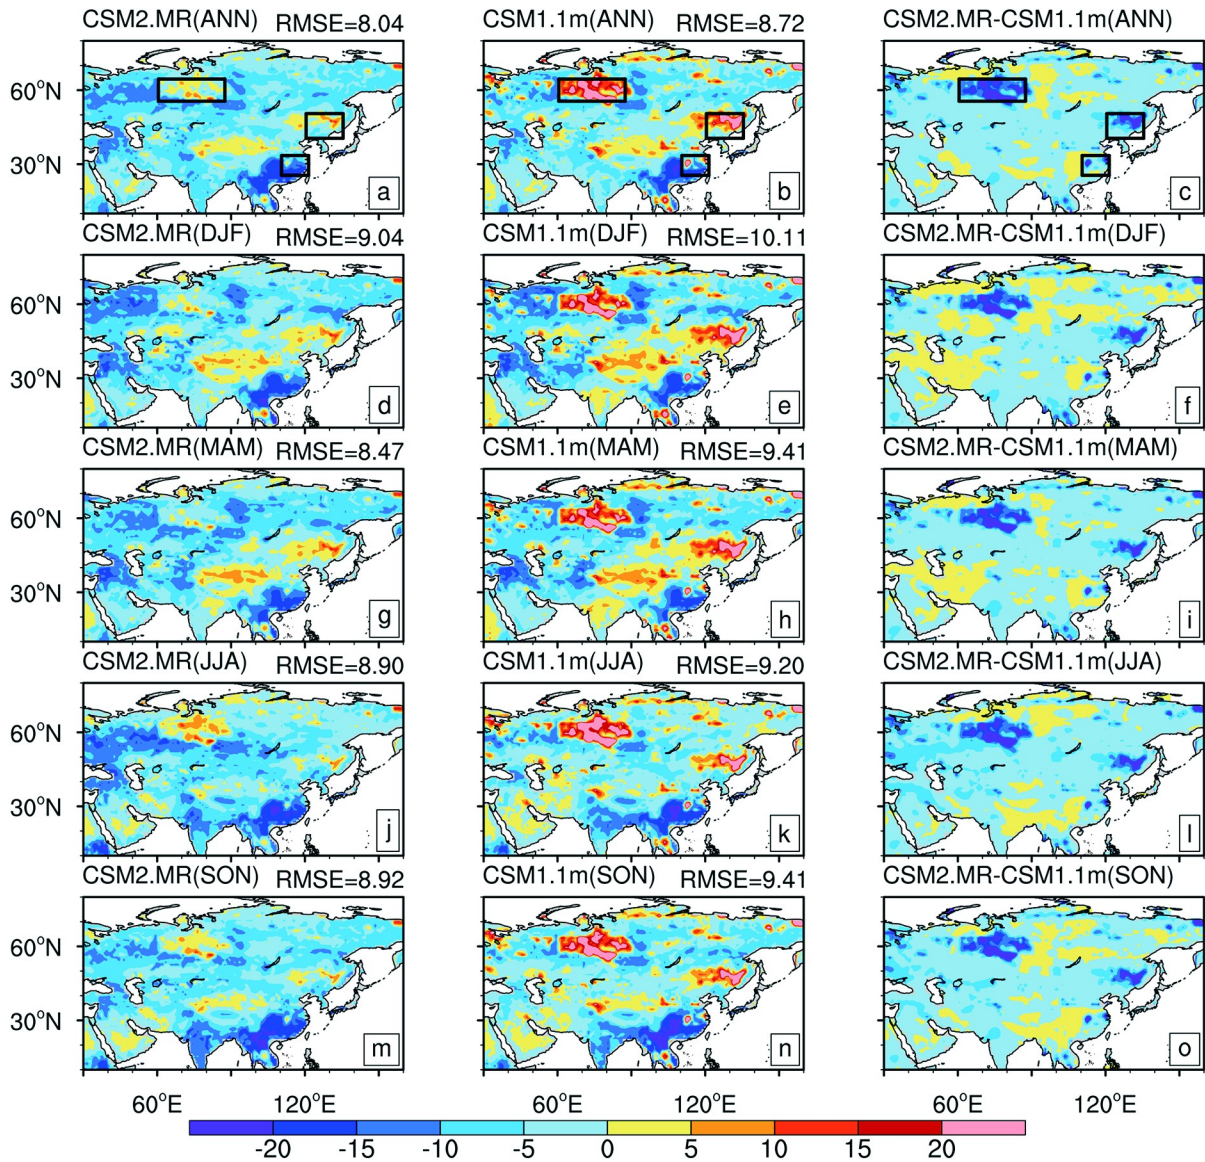 CSM2.MR(ANN) RMSE=8.04 CSM1.1m(ANN) RMSE=8.72 CSM2.MR-CSM1.1m(ANN)
60°N
30°N
a b c
CSM2.MR(DJF) RMSE=9.04 CSM1.1m(DJF) RMSE=10.11 CSM2.MR-CSM1.1m(DJF)
60°N
30°N
d e f
CSM2.MR(MAM) RMSE=8.47 CSM1.1m(MAM) RMSE=9.41 CSM2.MR-CSM1.1m(MAM)
60°N
30°N
g h i
CSM2.MR(JJA) RMSE=8.90 CSM1.1m(JJA) RMSE=9.20 CSM2.MR-CSM1.1m(JJA)
60°N
30°N
j k l
CSM2.MR(SON) RMSE=8.92 CSM1.1m(SON) RMSE=9.41 CSM2.MR-CSM1.1m(SON)
60°N
30°N
m n o
60°E 120°E 60°E 120°E 60°E 120°E
-20 -15 -10 -5 0 5 10 15 20